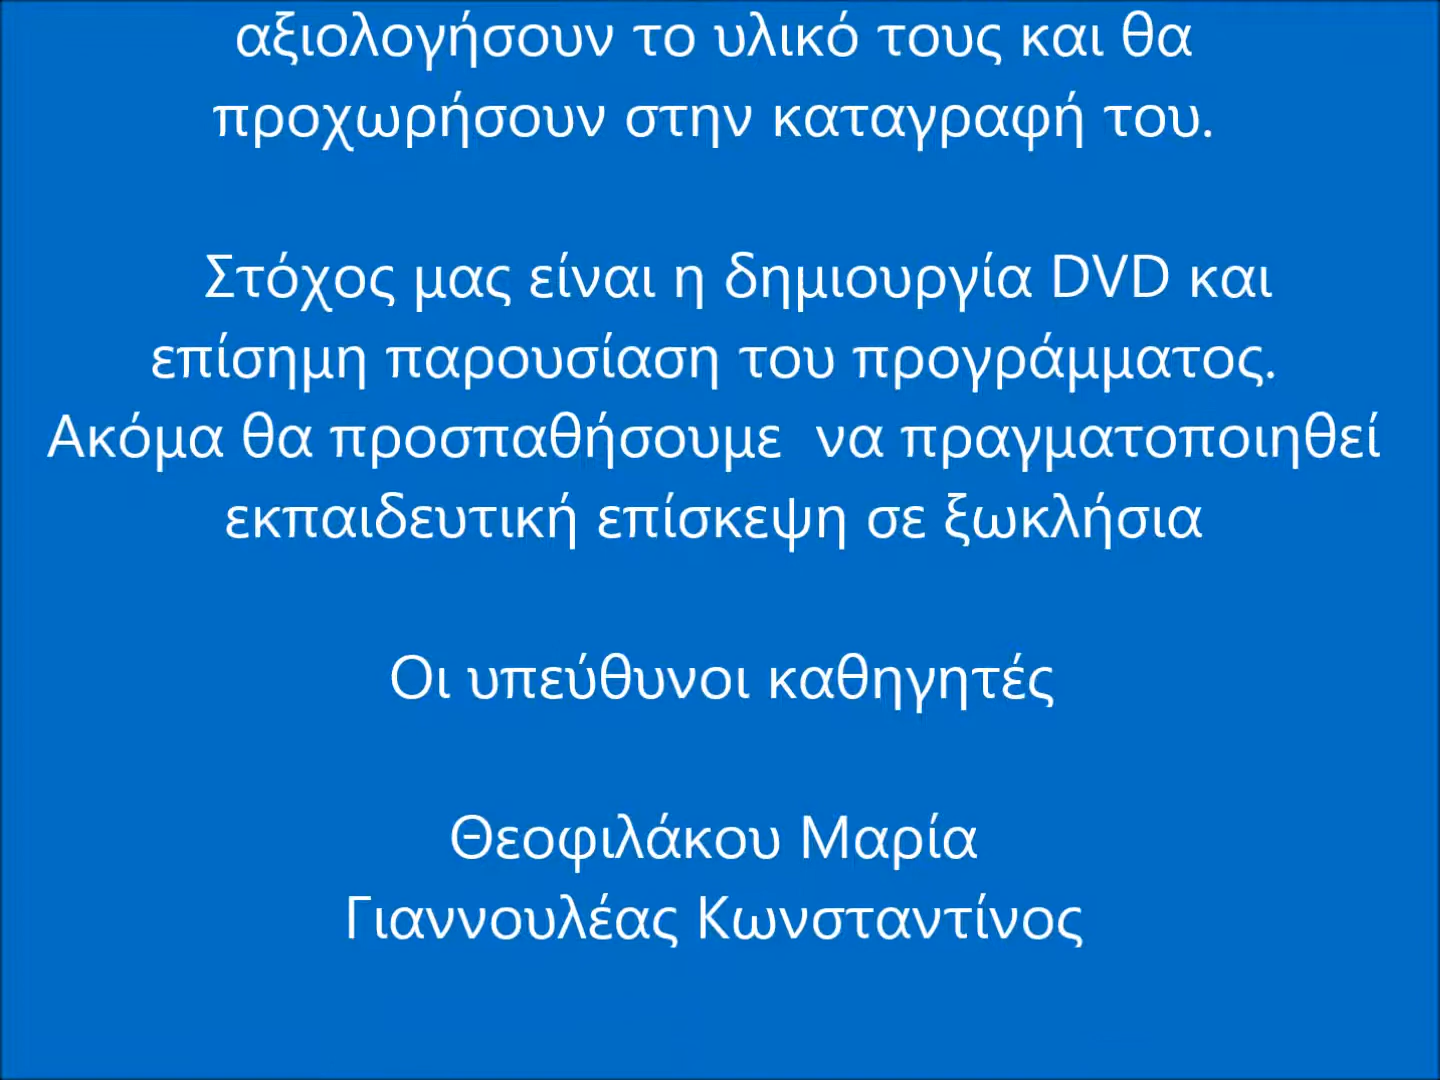 αξιολογήσουν το υλικό τους και θα
προχωρήσουν στην καταγραφή του.
Στόχος μας είναι η δημιουργία DVD και
επίσημη παρουσίαση του προγράμματος.
Ακόμα θα προσπαθήσουμε  να πραγματοποιηθεί
εκπαιδευτική επίσκεψη σε ξωκλήσια
Οι υπεύθυνοι καθηγητές
Θεοφιλάκου Μαρία
Γιαννουλέας Κωνσταντίνος